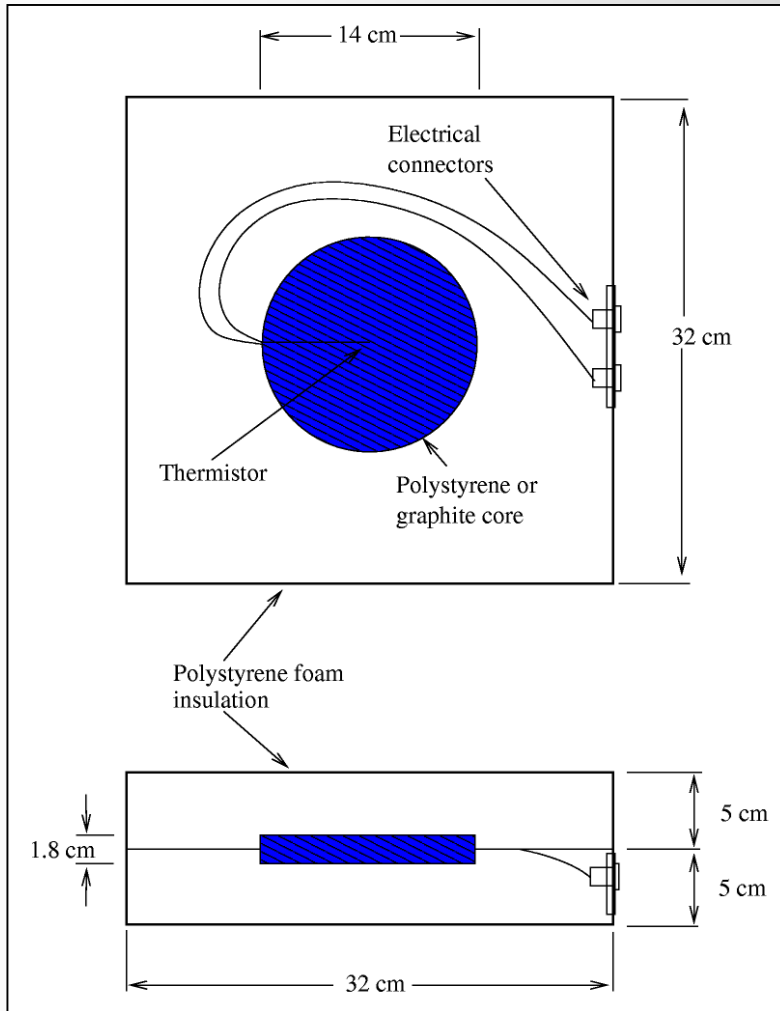 14 cm
Electrical
connectors
32 cm
Thermistor
Polystyrene or
graphite core
Polystyrene foam
insulation
5 cm
1.8 cm
5 cm
32 cm